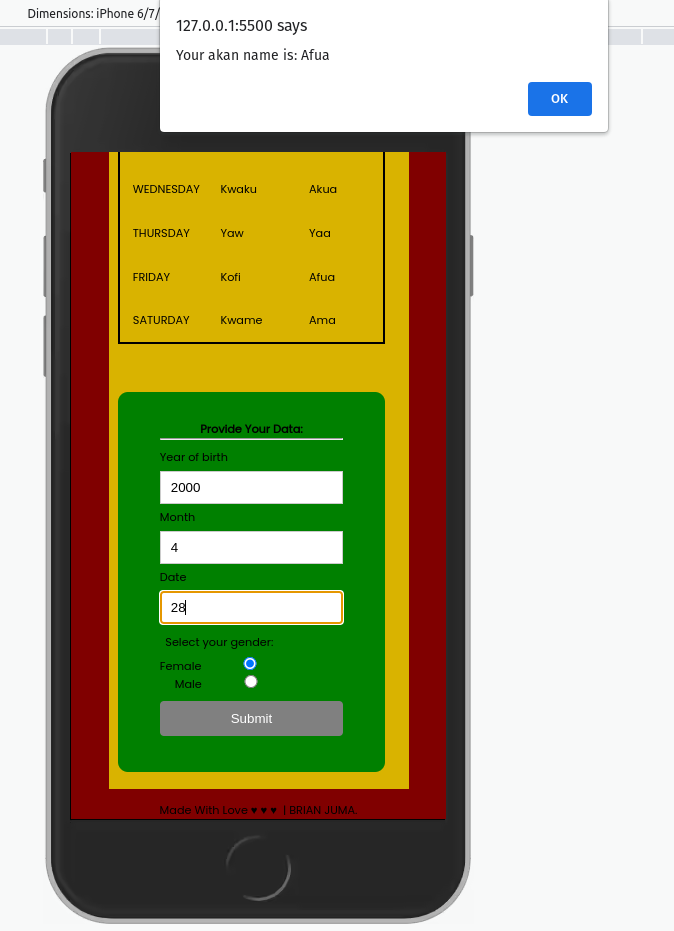 Dimensions: iPhone 6/7/
127.0.0.1:5500 says
Your akan name is: Afua
OK
WEDNESDAY Kwaku Akua
THURSDAY Yaw Yaa
FRIDAY Kofi Afua
SATURDAY Kwame Ama
Provide Your Data:
Year of birth
2000
Month
4
Date
28
Select your gender:
Female
Male
Submit
Made With Love ♥ ♥ ♥ | BRIAN JUMA